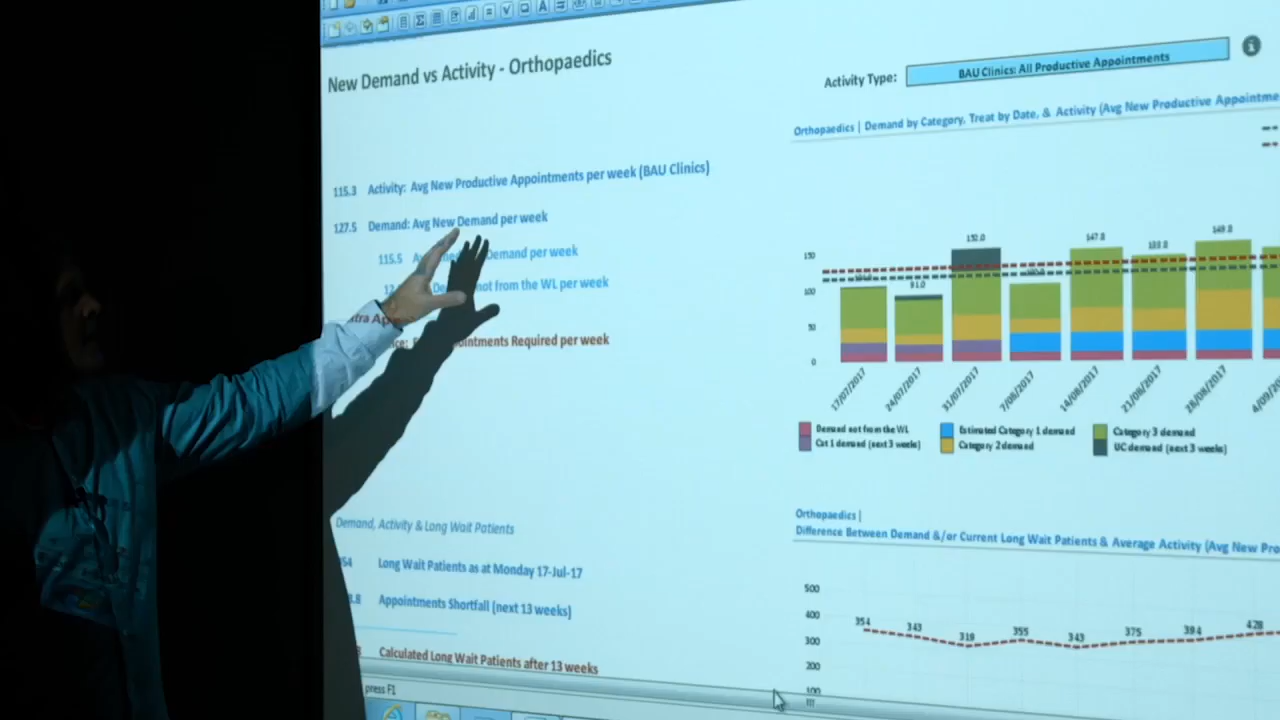 New Demand vs Activity - Orthopaedics
Activity Type:
BAU Clinics: All Productive Appointments
Orthopaedics | Demand by Category, Treat by Date, & Activity (Avg New Productive Appointme
115.3 Activity: Avg New Productive Appointments per week (BAU Clinics)
127.5 Demand: Avg New Demand per week
115.5 Demand per week
not from the WL per week
Required per week
150
100
50
0
91.0
147.0
149.0
17/07/2017
24/07/2017
31/07/2017
7/08/2017
14/08/2017
21/08/2017
28/08/2017
4/09/20
Demand not from the WL
Estimated Category 1 demand
Category 3 demand
Cat 1 demand (next 3 weeks)
Category 2 demand
UC demand (next 3 weeks)
Demand, Activity & Long Wait Patients
Long Wait Patients as at Monday 17-Jul-17
Appointments Shortfall (next 13 weeks)
Calculated Long Wait Patients after 13 weeks
Orthopaedics |
Difference Between Demand &/or Current Long Wait Patients & Average Activity (Avg New Pro
500
400
300
200
100
354
343
319
355
343
375
394
428
press F1